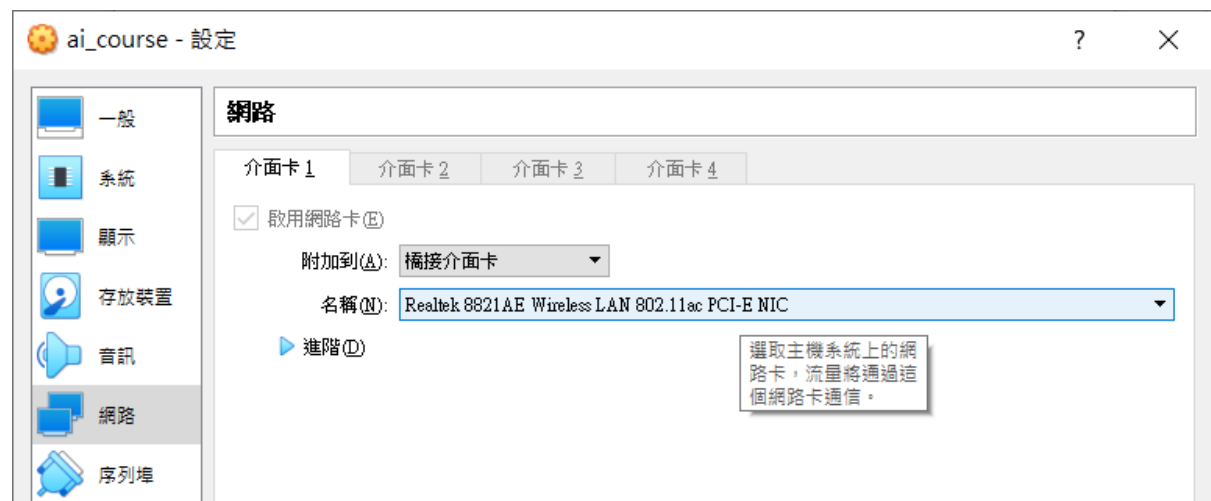 ai_course - 設定
?
一般
系統
顯示
存放裝置
音訊
網路
序列埠
網路
介面卡 1 介面卡 2 介面卡 3 介面卡 4
啟用網路卡(E)
附加到(A): 橋接介面卡
名稱(N): Realtek 8821AE Wireless LAN 802.11ac PCI-E NIC
進階(D)
選取主機系統上的網
路卡，流量將通過這
個網路卡通信。